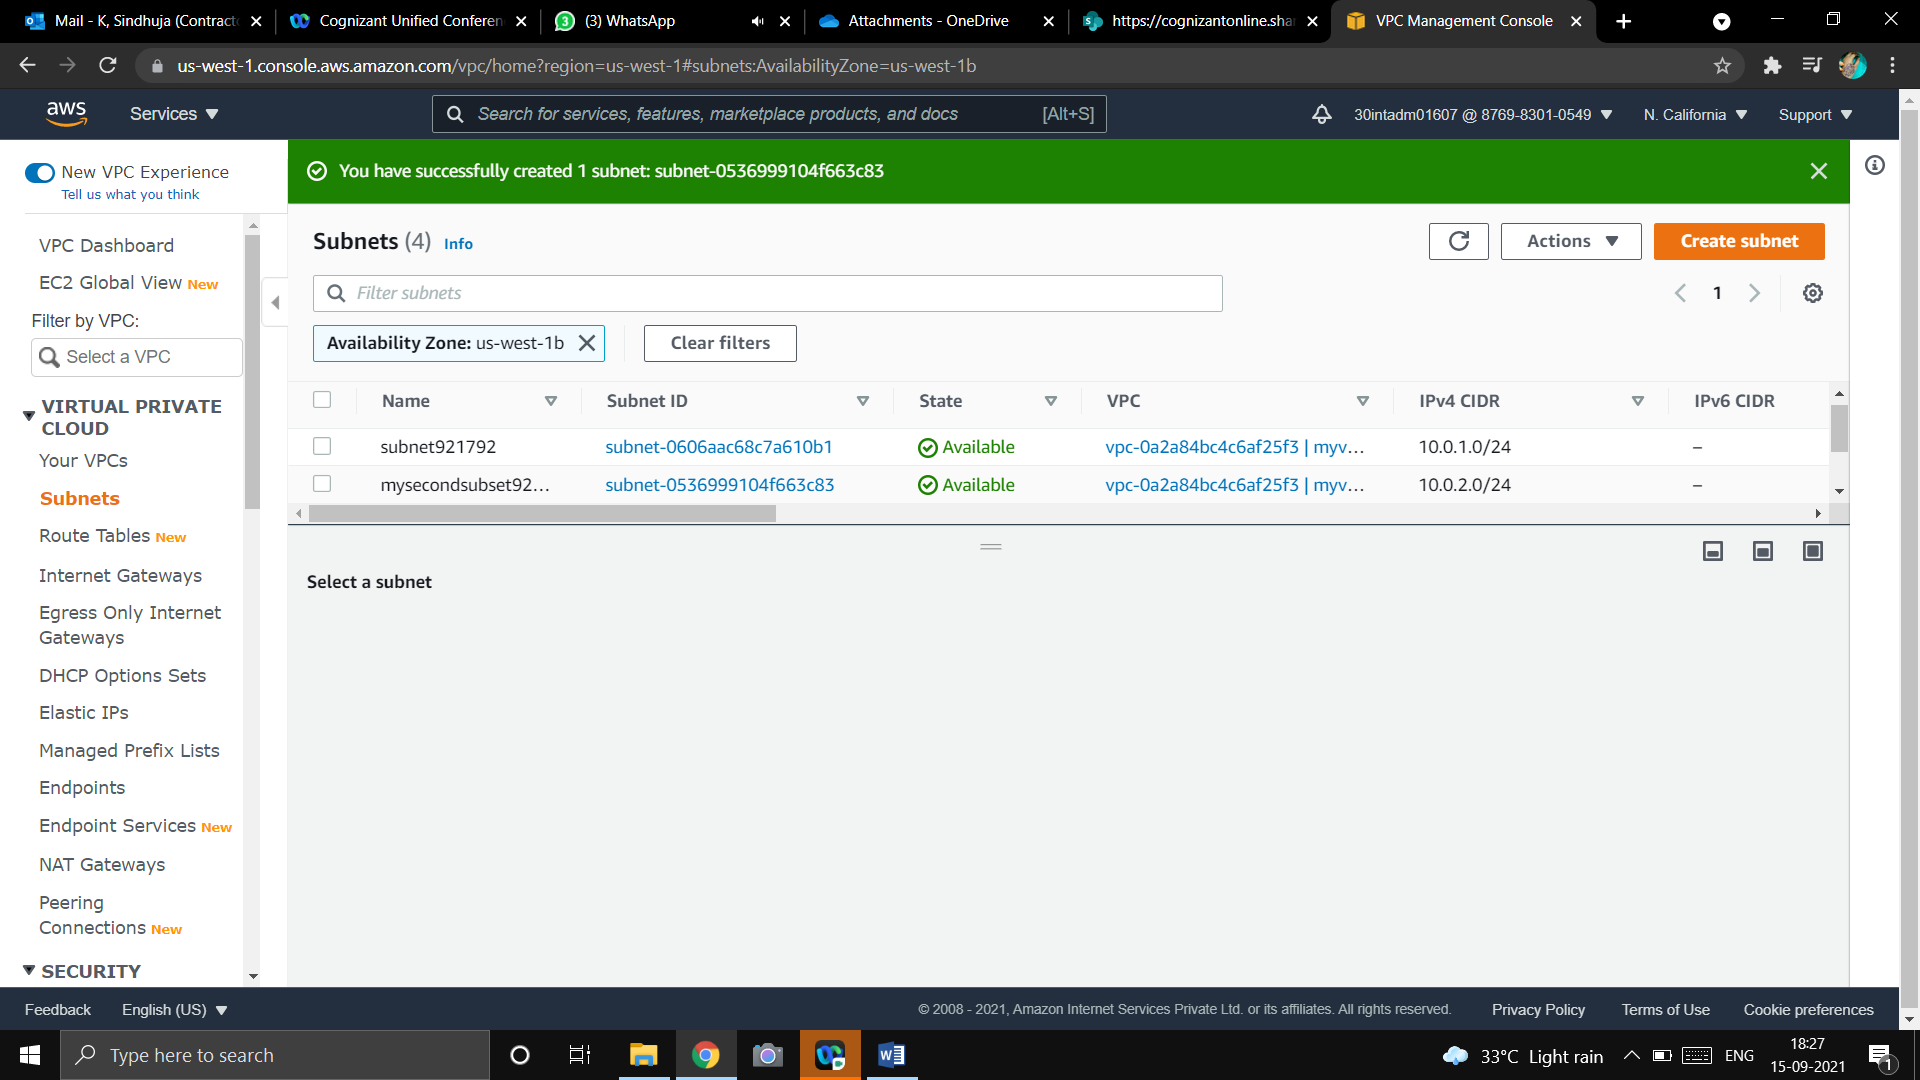 Mail - K, Sindhuja (Contract
Cognizant Unified Conferen
(3) WhatsApp
Attachments - OneDrive
https://cognizantonline.sha
VPC Management Console
us-west-1.console.aws.amazon.com/vpc/home?region=us-west-1#subnets:AvailabilityZone=us-west-1b
aws
Services
Search for services, features, marketplace products, and docs
[Alt+S]
30intadm01607 @ 8769-8301-0549
N. California
Support
New VPC Experience
Tell us what you think
You have successfully created 1 subnet: subnet-0536999104f663c83
VPC Dashboard
EC2 Global View New
Filter by VPC:
Select a VPC
VIRTUAL PRIVATE
CLOUD
Your VPCs
Subnets
Route Tables New
Internet Gateways
Egress Only Internet
Gateways
DHCP Options Sets
Elastic IPs
Managed Prefix Lists
Endpoints
Endpoint Services New
NAT Gateways
Peering
Connections New
SECURITY
Subnets (4) Info
Actions
Create subnet
Filter subnets
1
Availability Zone: us-west-1b
Clear filters
Name Subnet ID State VPC IPv4 CIDR IPv6 CIDR
subnet921792 subnet-0606aac68c7a610b1 Available vpc-0a2a84bc4c6af25f3 | myv... 10.0.1.0/24 –
mysecondsubset92... subnet-0536999104f663c83 Available vpc-0a2a84bc4c6af25f3 | myv... 10.0.2.0/24 –
Select a subnet
Feedback
English (US)
© 2008 - 2021, Amazon Internet Services Private Ltd. or its affiliates. All rights reserved.
Privacy Policy
Terms of Use
Cookie preferences
Type here to search
33°C Light rain
ENG
18:27
15-09-2021
1